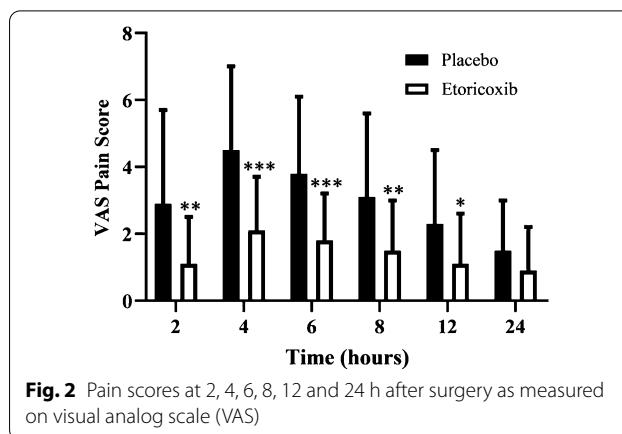 8
Placebo
Etoricoxib
6
VAS Pain Score
***
4
***
**
**
*
2
0
2 4 6 8 12 24
Time (hours)
Fig. 2 Pain scores at 2, 4, 6, 8, 12 and 24 h after surgery as measured
on visual analog scale (VAS)